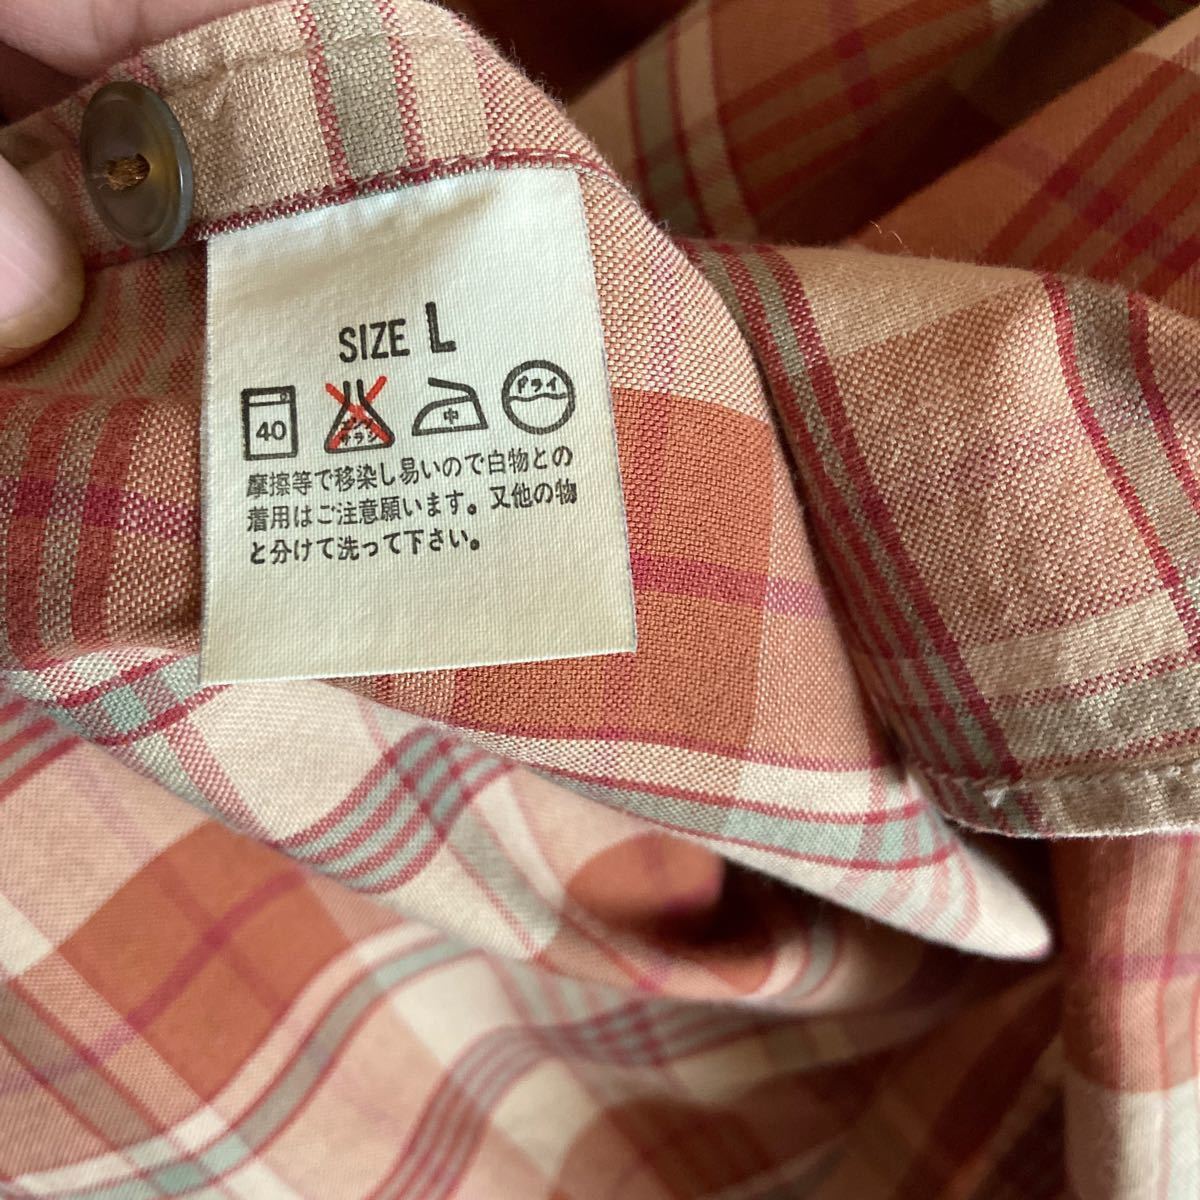 SIZE L
40 エンソ サラシ 中 ドライ
摩擦等で移染し易いので白物との
着用はご注意願います。又他の物
と分けて洗って下さい。